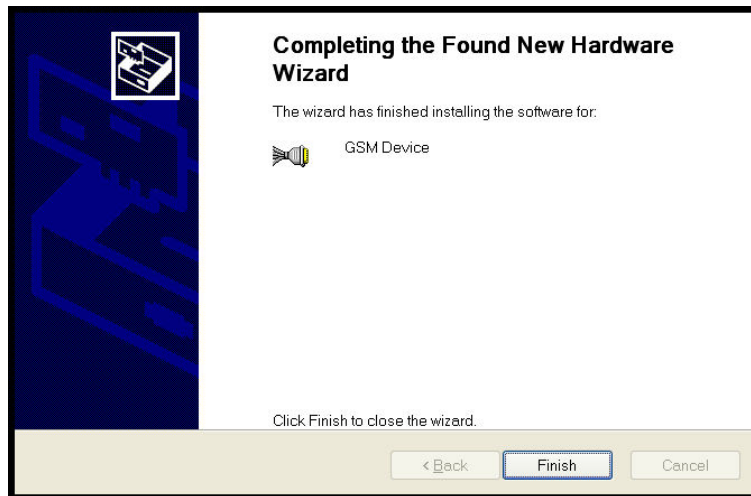 Completing the Found New Hardware
Wizard
The wizard has finished installing the software for:
GSM Device
Click Finish to close the wizard.
< Back
Finish
Cancel